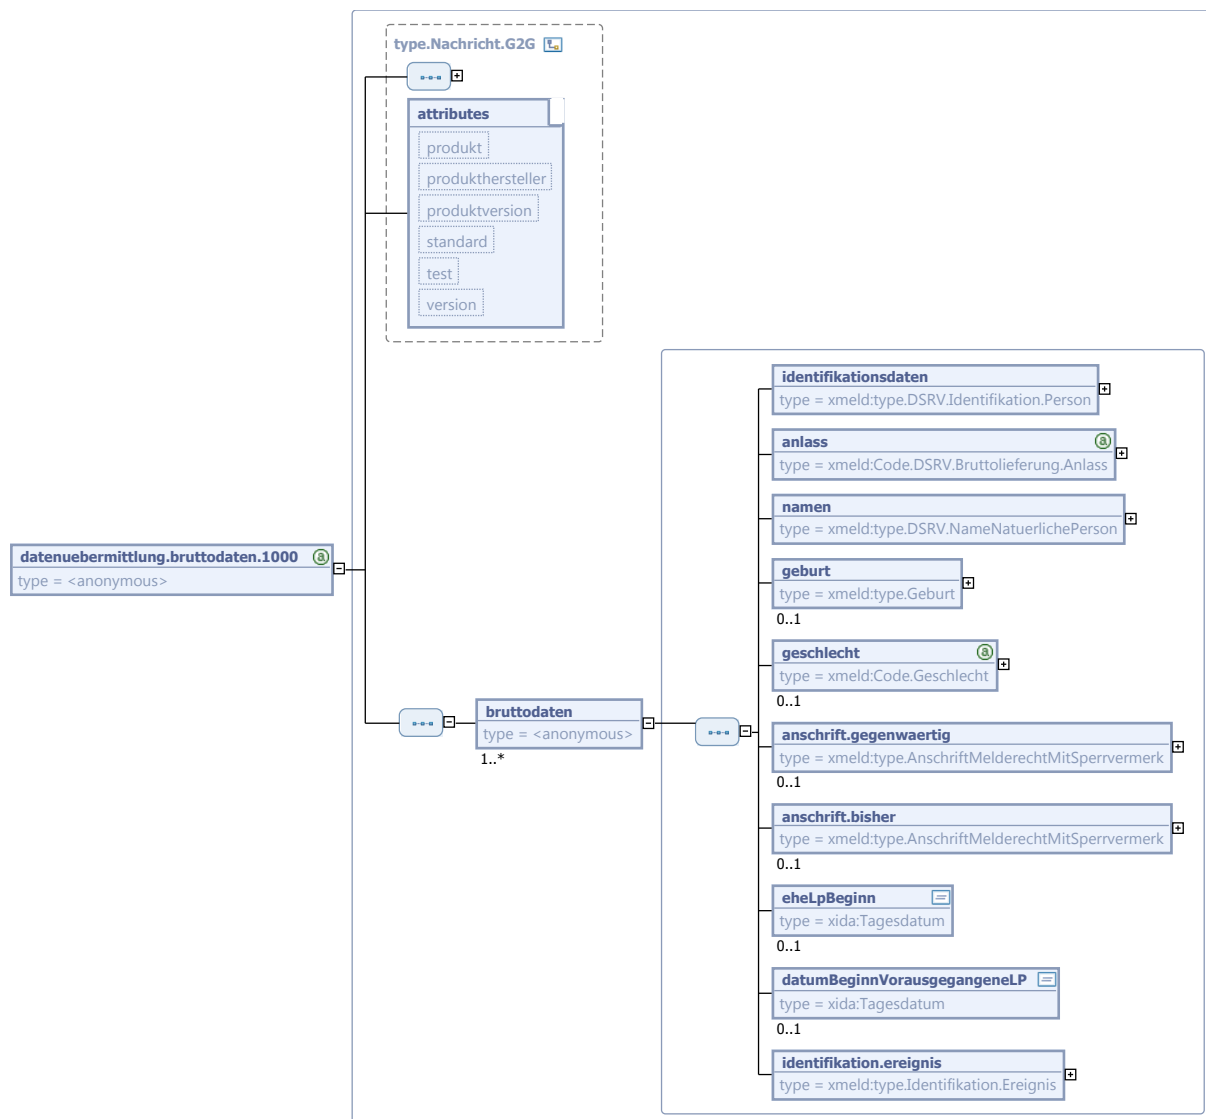 type.Nachricht.G2G
attributes
produkt
produkthersteller
produktversion
standard
test
version
identifikationsdaten
type = xmeld:type.DSRV.Identifikation.Person
anlass
type = xmeld:Code.DSRV.Bruttolieferung.Anlass
namen
type = xmeld:type.DSRV.NameNatuerlichePerson
datenuebermittlung.bruttodaten.1000
type = <anonymous>
geburt
type = xmeld:type.Geburt
0..1
geschlecht
type = xmeld:Code.Geschlecht
0..1
bruttodaten
type = <anonymous>
1..*
anschrift.gegenwaertig
type = xmeld:type.AnschriftMelderechtMitSperrvermerk
0..1
anschrift.bisher
type = xmeld:type.AnschriftMelderechtMitSperrvermerk
0..1
eheLpBeginn
type = xida:Tagesdatum
0..1
datumBeginnVorausgegangeneLP
type = xida:Tagesdatum
0..1
identifikation.ereignis
type = xmeld:type.Identifikation.Ereignis